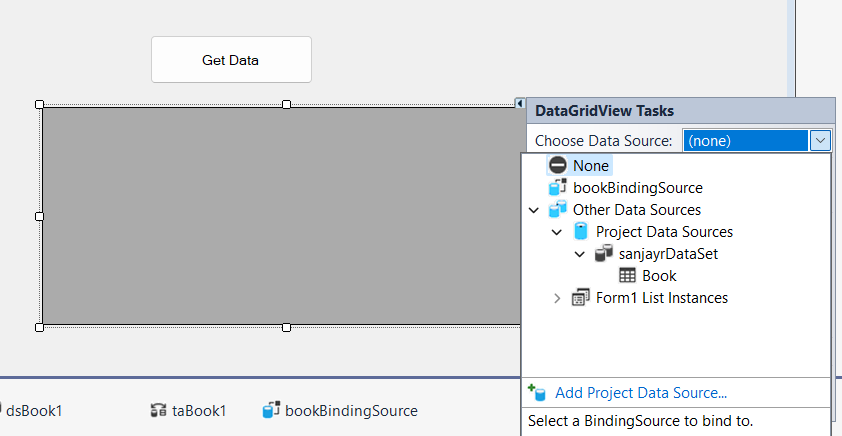 Get Data
DataGridView Tasks
Choose Data Source: (none)
None
bookBindingSource
Other Data Sources
Project Data Sources
sanjayrDataSet
Book
Form1 List Instances
Add Project Data Source...
Select a BindingSource to bind to.
dsBook1 taBook1 bookBindingSource